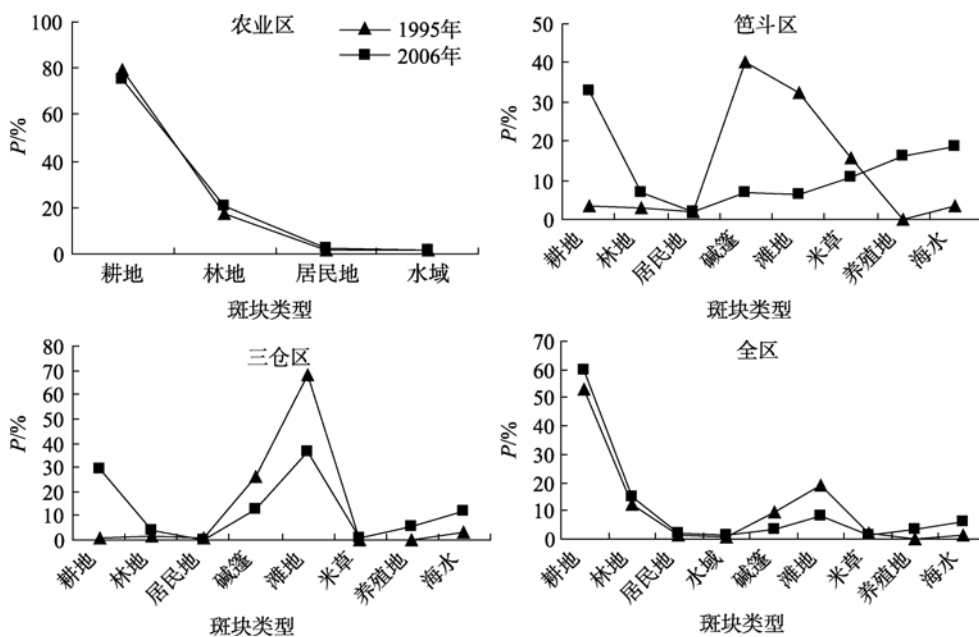 农业区
1995年
2006年
P/%
100
80
60
40
20
0
耕地 林地 居民地 水域
斑块类型
笆斗区
P/%
50
40
30
20
10
0
耕地 林地 居民地 碱篷 滩地 米草 养殖地 海水
斑块类型
三仓区
P/%
80
70
60
50
40
30
20
10
0
耕地 林地 居民地 碱篷 滩地 米草 养殖地 海水
斑块类型
全区
P/%
70
60
50
40
30
20
10
0
耕地 林地 居民地 水域 碱篷 滩地 米草 养殖地 海水
斑块类型